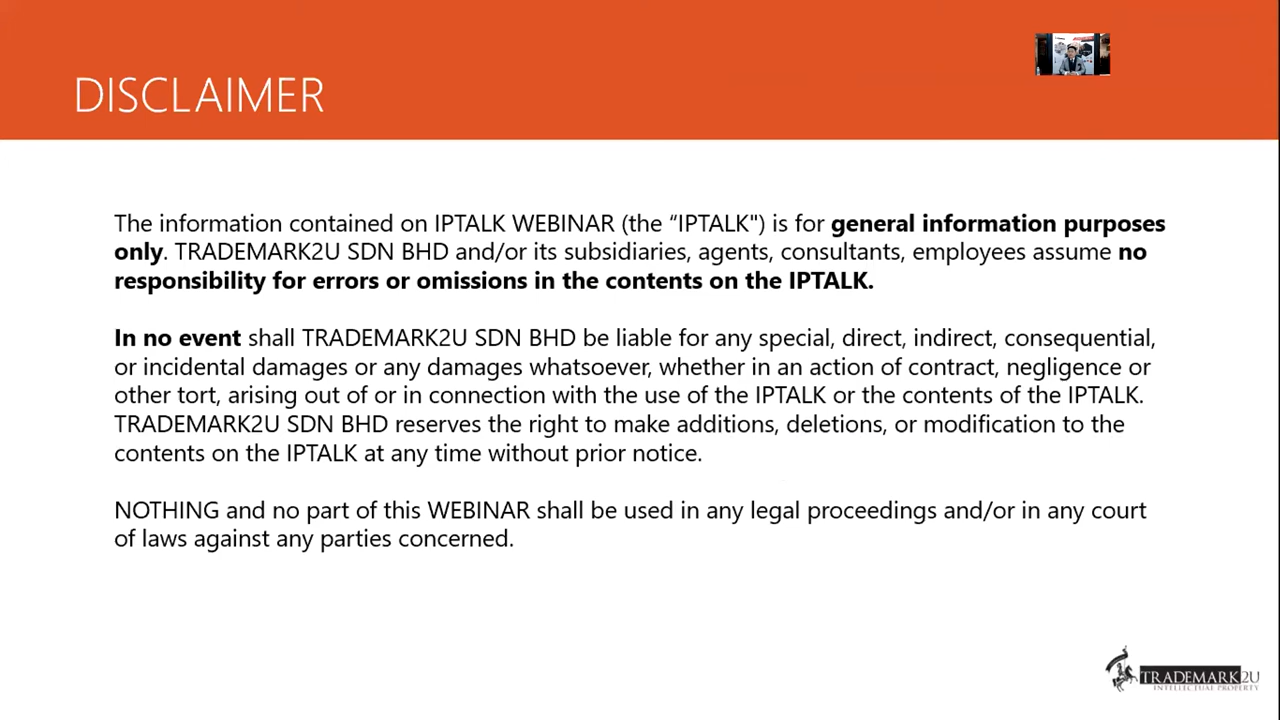 DISCLAIMER
The information contained on IPTALK WEBINAR (the “IPTALK") is for general information purposes
only. TRADEMARK2U SDN BHD and/or its subsidiaries, agents, consultants, employees assume no
responsibility for errors or omissions in the contents on the IPTALK.
In no event shall TRADEMARK2U SDN BHD be liable for any special, direct, indirect, consequential,
or incidental damages or any damages whatsoever, whether in an action of contract, negligence or
other tort, arising out of or in connection with the use of the IPTALK or the contents of the IPTALK.
TRADEMARK2U SDN BHD reserves the right to make additions, deletions, or modification to the
contents on the IPTALK at any time without prior notice.
NOTHING and no part of this WEBINAR shall be used in any legal proceedings and/or in any court
of laws against any parties concerned.
TRADEMARK2U
INTELLECTUAL PROPERTY